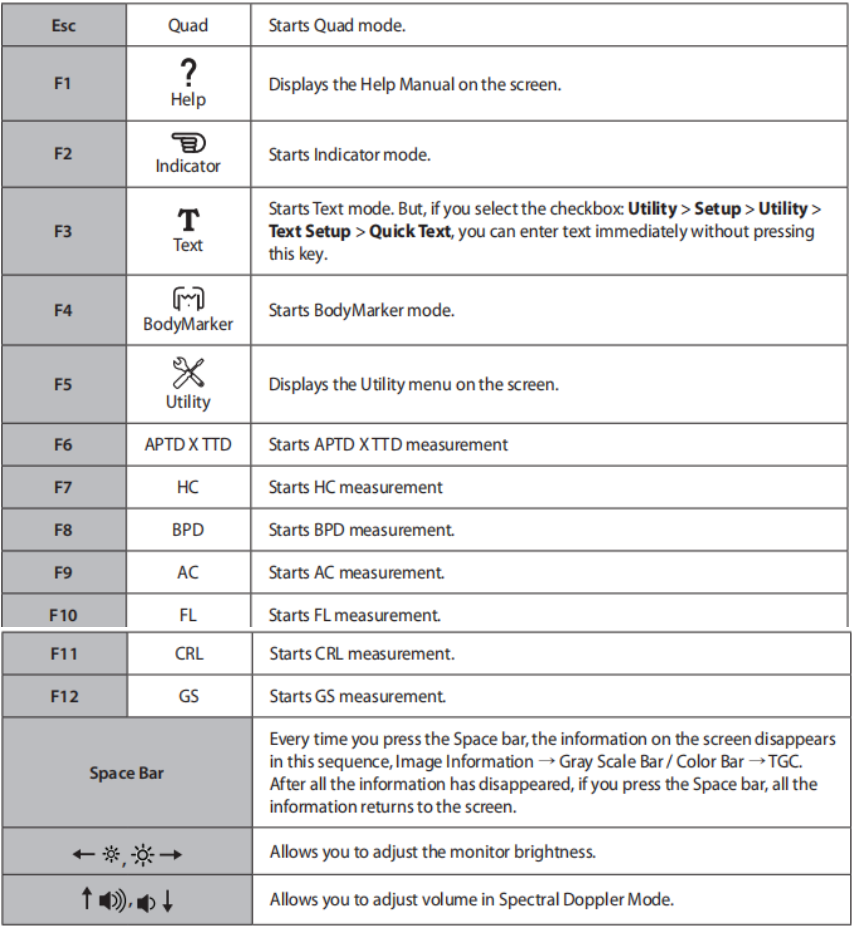 Esc Quad Starts Quad mode.
F1 ? Help Displays the Help Manual on the screen.
F2 Indicator Starts Indicator mode.
F3 T Text Starts Text mode. But, if you select the checkbox: Utility > Setup > Utility >
Text Setup > Quick Text, you can enter text immediately without pressing
this key.
F4 BodyMarker Starts BodyMarker mode.
F5 Utility Displays the Utility menu on the screen.
F6 APTD X TTD Starts APTD X TTD measurement
F7 HC Starts HC measurement
F8 BPD Starts BPD measurement.
F9 AC Starts AC measurement.
F10 FL Starts FL measurement.
F11 CRL Starts CRL measurement.
F12 GS Starts GS measurement.
Space Bar Every time you press the Space bar, the information on the screen disappears
in this sequence, Image Information → Gray Scale Bar / Color Bar → TGC.
After all the information has disappeared, if you press the Space bar, all the
information returns to the screen.
← , → Allows you to adjust the monitor brightness.
↑ , ↓ Allows you to adjust volume in Spectral Doppler Mode.